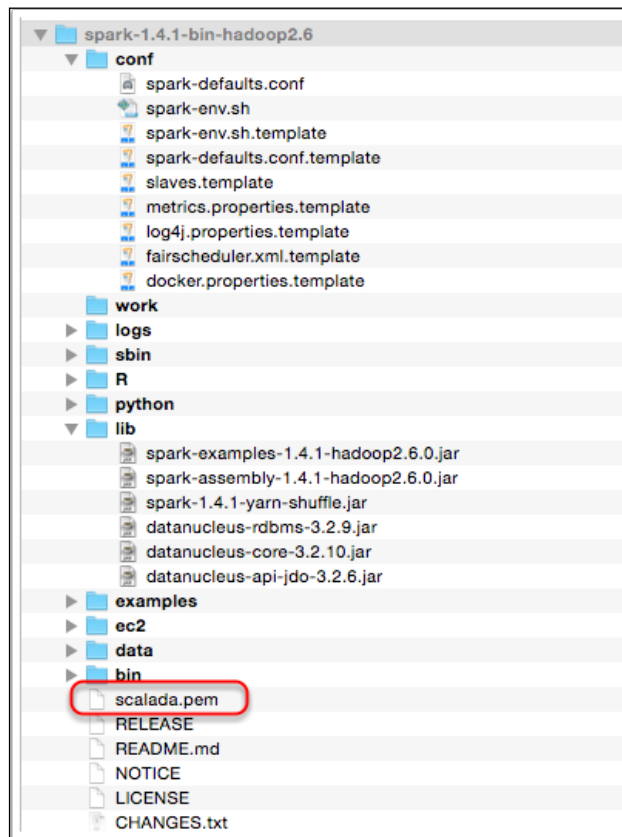 spark-1.4.1-bin-hadoop2.6
conf
spark-defaults.conf
spark-env.sh
spark-env.sh.template
spark-defaults.conf.template
slaves.template
metrics.properties.template
log4j.properties.template
fairscheduler.xml.template
docker.properties.template
work
logs
sbin
R
python
lib
spark-examples-1.4.1-hadoop2.6.0.jar
spark-assembly-1.4.1-hadoop2.6.0.jar
spark-1.4.1-yarn-shuffle.jar
datanucleus-rdbms-3.2.9.jar
datanucleus-core-3.2.10.jar
datanucleus-api-jdo-3.2.6.jar
examples
ec2
data
bin
scalada.pem
RELEASE
README.md
NOTICE
LICENSE
CHANGES.txt